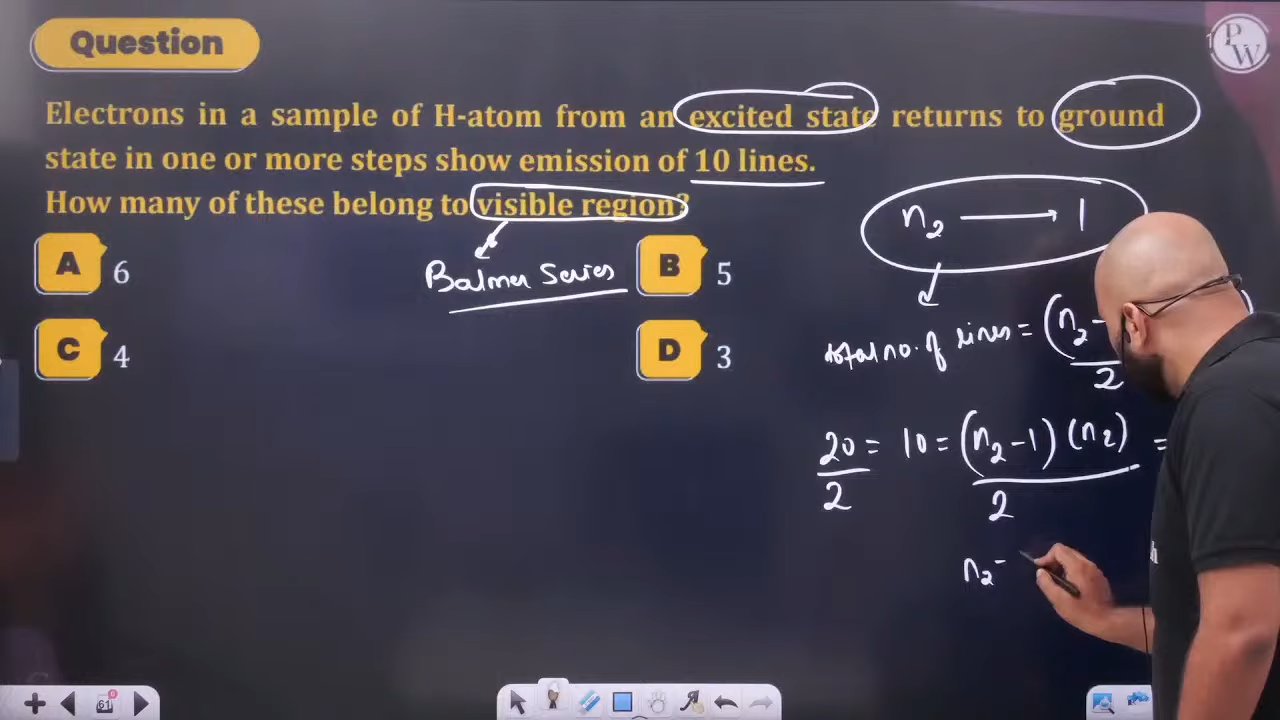 Question
PW
Electrons in a sample of H-atom from an excited state returns to ground
state in one or more steps show emission of 10 lines.
How many of these belong to visible region?
n₂ → 1
A 6
Balmer Series
B 5
total no. of lines = (n₂ -
2
C 4
D 3
20/2 = 10 = (n₂-1)(n₂)/2 =
n₂
61